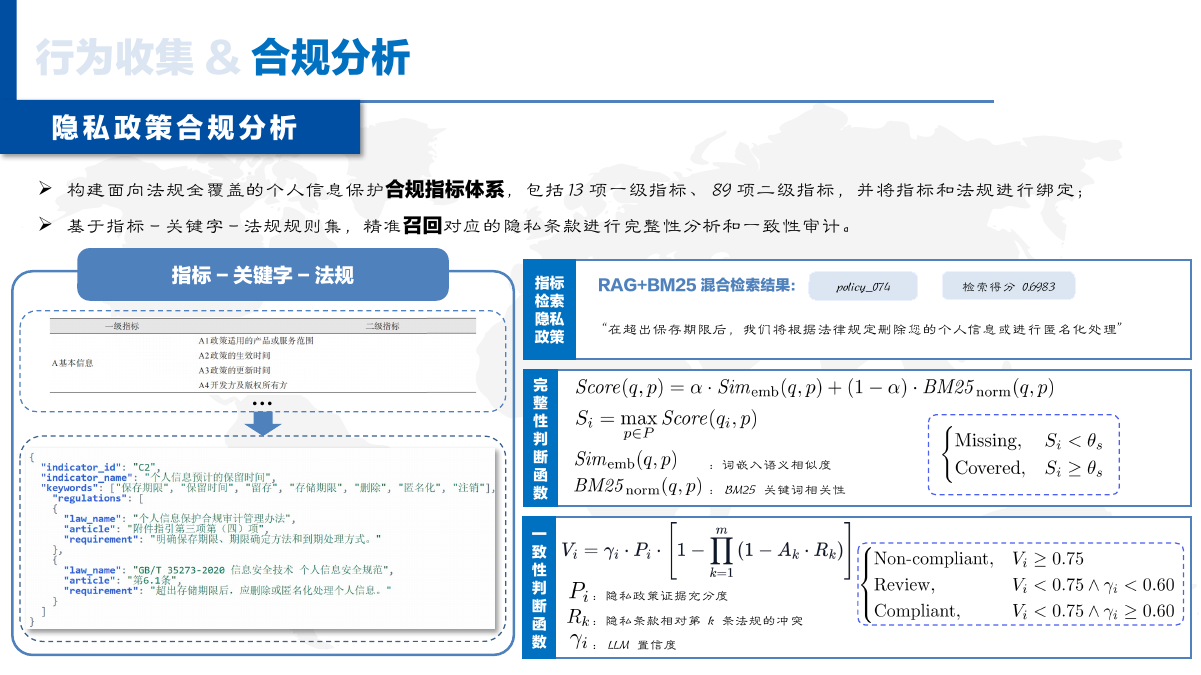 行为收集 & 合规分析
隐私政策合规分析
➢ 构建面向法规全覆盖的个人信息保护合规指标体系，包括 13 项一级指标、89 项二级指标，并将指标和法规进行绑定；
➢ 基于指标－关键字－法规规则集，精准召回对应的隐私条款进行完整性分析和一致性审计。
指标－关键字－法规
一级指标 二级指标
A基本信息
A1政策适用的产品或服务范围
A2政策的生效时间
A3政策的更新时间
A4开发方及版权所有方
...
{
"indicator_id": "C2",
"indicator_name": "个人信息预计的保留时间",
"keywords": ["保存期限", "保留时间", "留存", "存储期限", "删除", "匿名化", "注销"],
"regulations": [
{
"law_name": "个人信息保护合规审计管理办法",
"article": "附件指引第三项第（四）项",
"requirement": "明确保存期限、期限确定方法和到期处理方式。"
},
{
"law_name": "GB/T 35273-2020 信息安全技术 个人信息安全规范",
"article": "第6.1条",
"requirement": "超出存储期限后，应删除或匿名化处理个人信息。"
}
]
}
指标检索隐私政策
RAG+BM25 混合检索结果: policy_074 检索得分 0.6983
“在超出保存期限后，我们将根据法律规定删除您的个人信息或进行匿名化处理”
完整性判断函数
Score(q, p) = α · Sim_emb(q, p) + (1 − α) · BM25_norm(q, p)
S_i = max_{p∈P} Score(q_i, p)
Sim_emb(q, p) ：词嵌入语义相似度
BM25_norm(q, p) ：BM25 关键词相关性
Missing, S_i < θ_s
Covered, S_i ≥ θ_s
一致性判断函数
V_i = γ_i · P_i · [1 − ∏_{k=1}^{m} (1 − A_k · R_k)]
P_i：隐私政策证据充分度
R_k：隐私条款相对第 k 条法规的冲突
γ_i：LLM 置信度
Non-compliant, V_i ≥ 0.75
Review, V_i < 0.75 ∧ γ_i < 0.60
Compliant, V_i < 0.75 ∧ γ_i ≥ 0.60